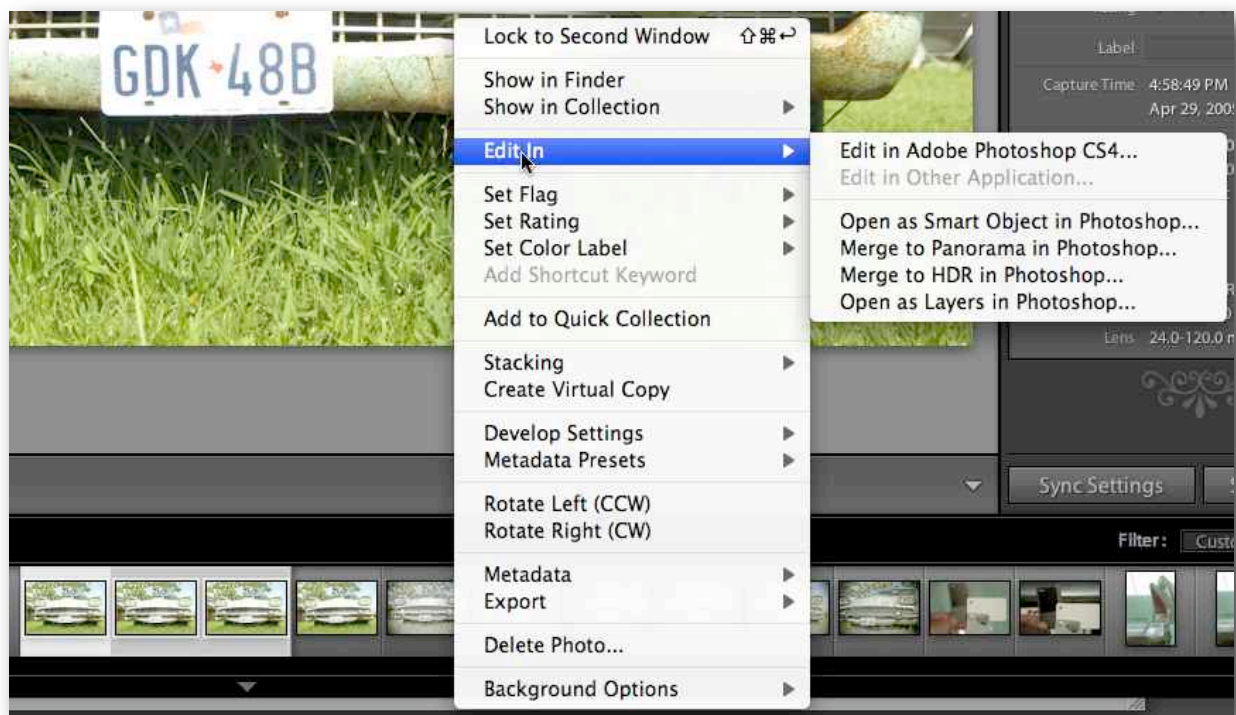 GDK 48B
Lock to Second Window ⇧⌘↩
Show in Finder
Show in Collection
Edit In
Set Flag
Set Rating
Set Color Label
Add Shortcut Keyword
Add to Quick Collection
Stacking
Create Virtual Copy
Develop Settings
Metadata Presets
Rotate Left (CCW)
Rotate Right (CW)
Metadata
Export
Delete Photo...
Background Options
Edit in Adobe Photoshop CS4...
Edit in Other Application...
Open as Smart Object in Photoshop...
Merge to Panorama in Photoshop...
Merge to HDR in Photoshop...
Open as Layers in Photoshop...
Label
Capture Time 4:58:49 PM
Apr 29, 200
Lens 24.0-120.0
Sync Settings
Filter: